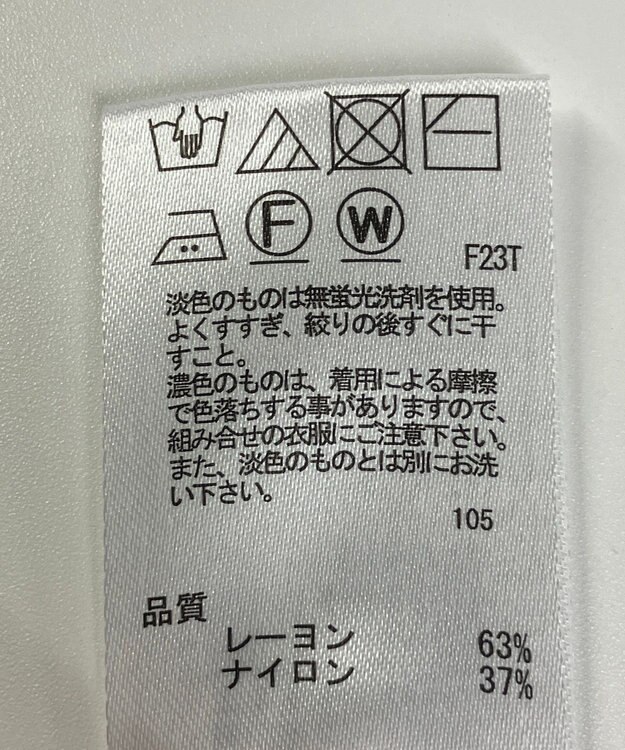 F W F23T
淡色のものは無蛍光洗剤を使用。
よくすすぎ、絞りの後すぐに干
すこと。
濃色のものは、着用による摩擦
で色落ちする事がありますので、
組み合せの衣服にご注意下さい。
また、淡色のものとは別にお洗
い下さい。
105
品質
レーヨン 63%
ナイロン 37%